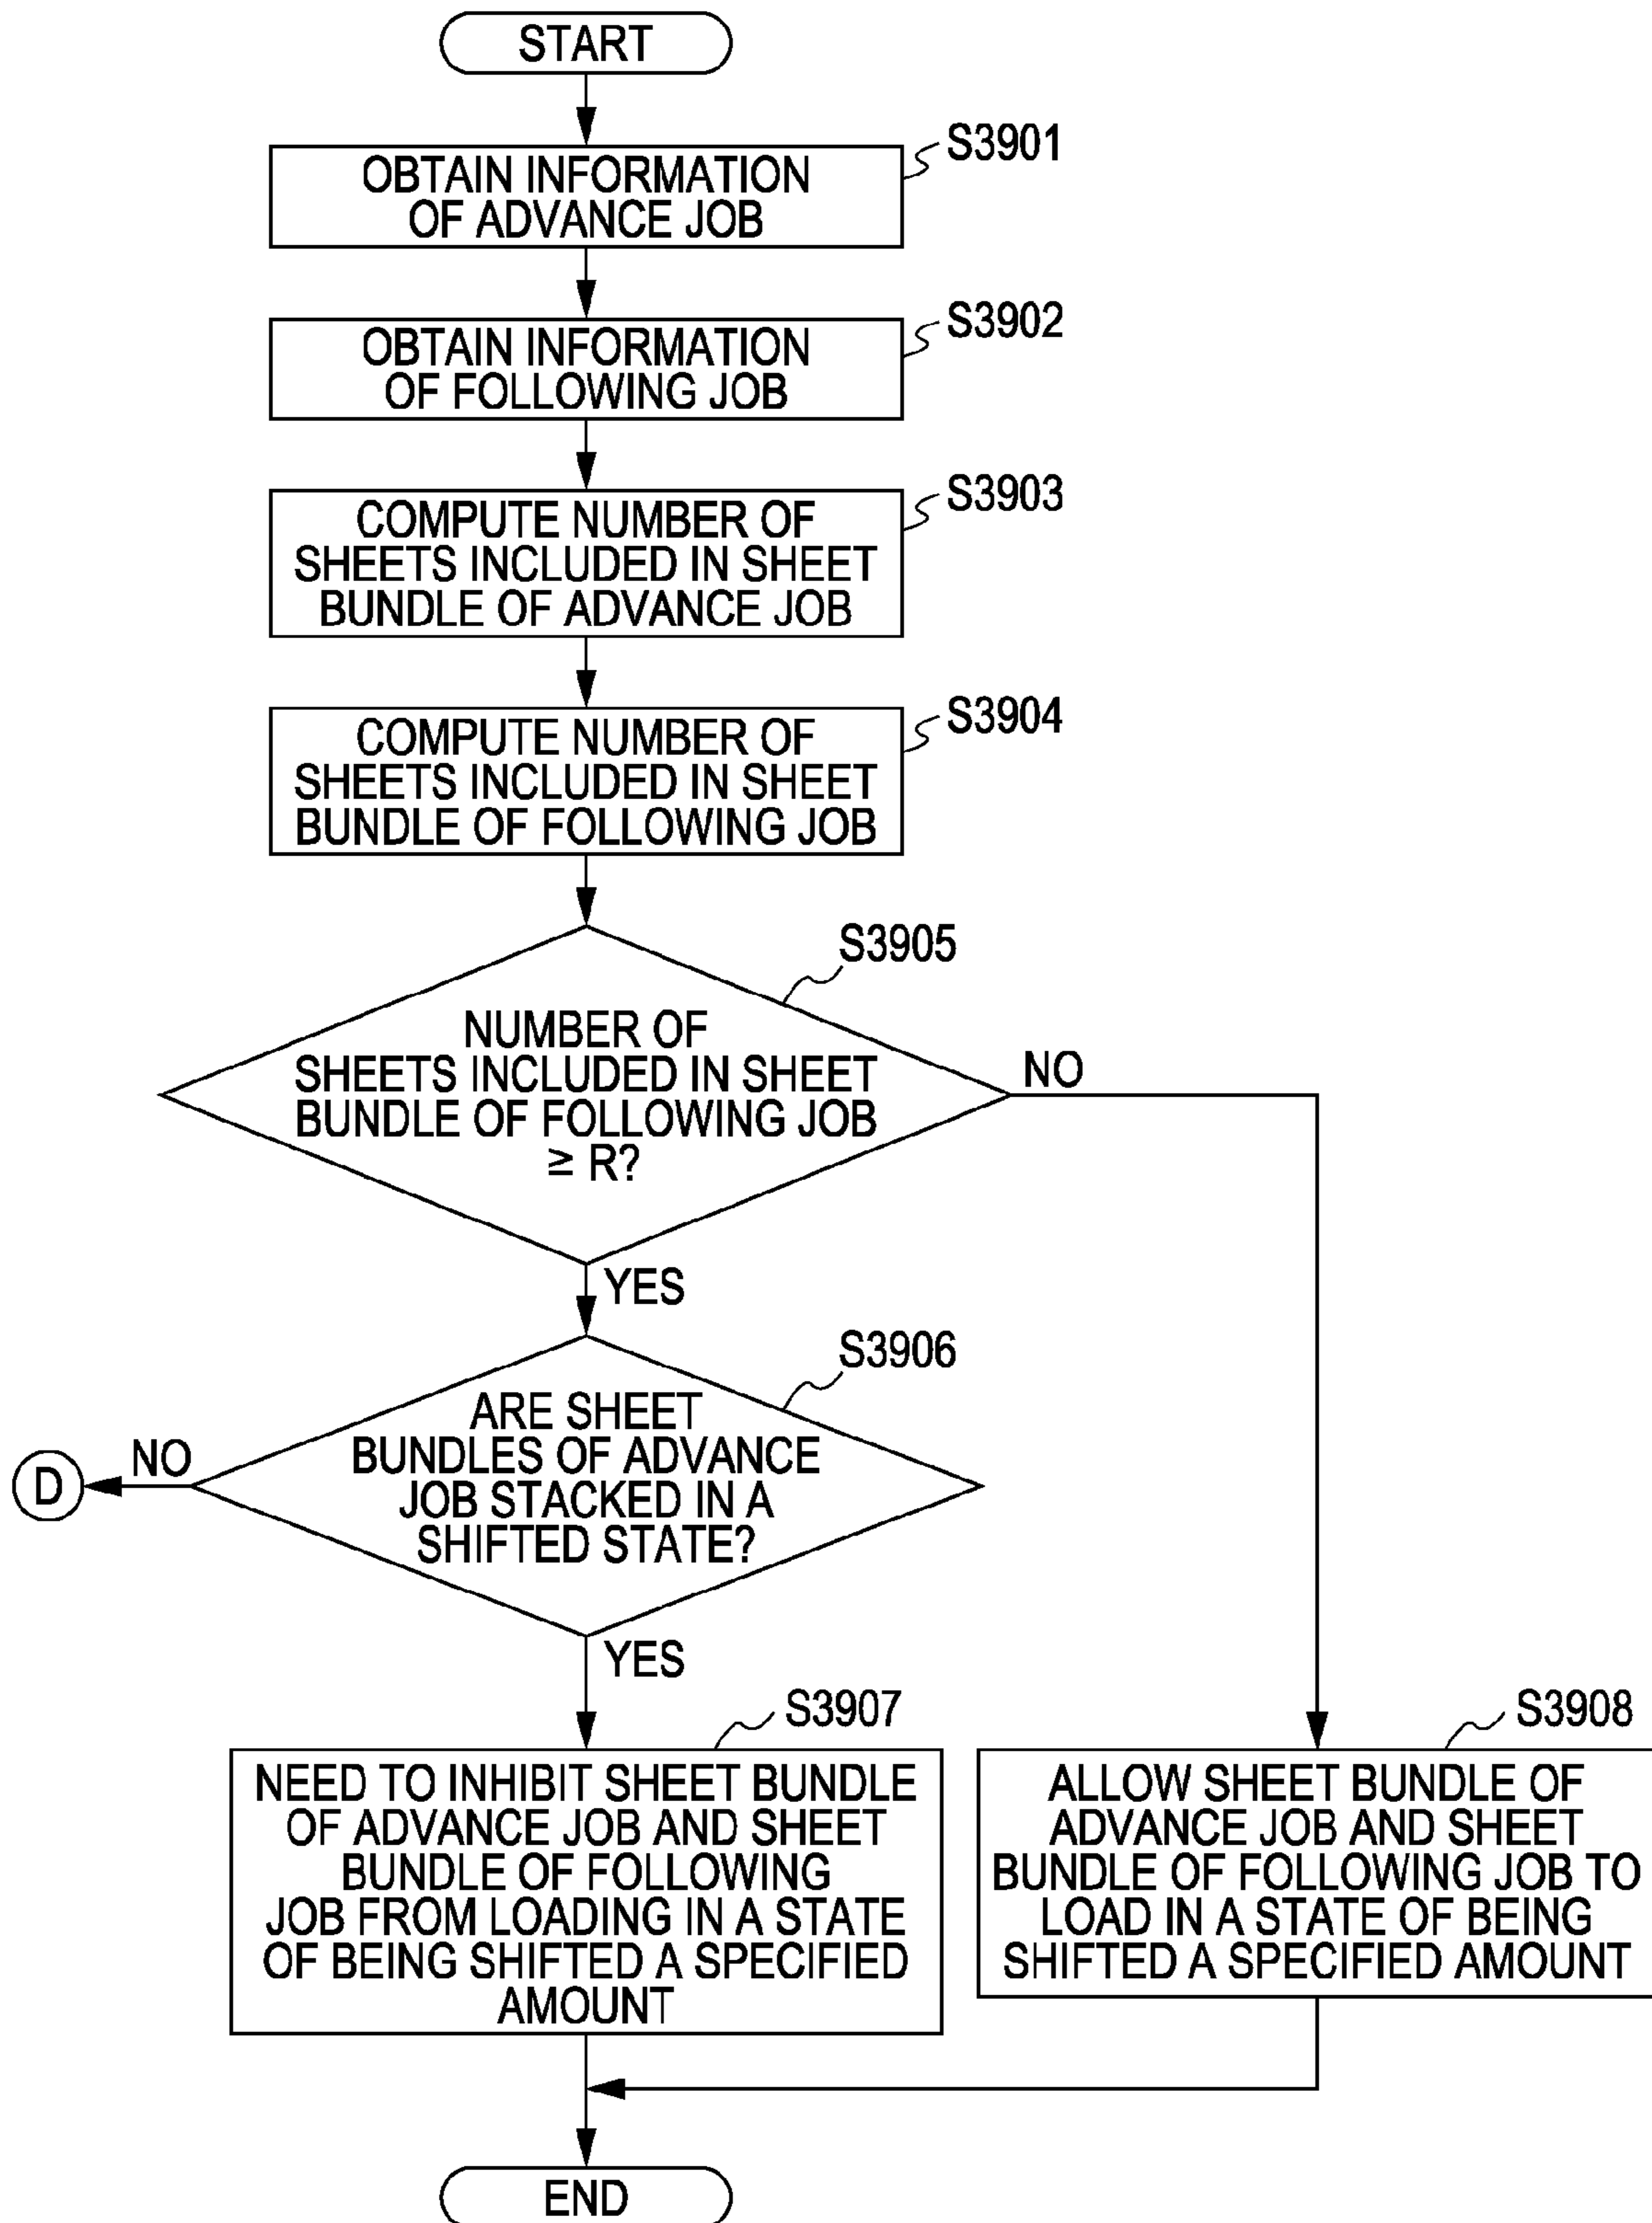 START
S3901
OBTAIN INFORMATION
OF ADVANCE JOB
S3902
OBTAIN INFORMATION
OF FOLLOWING JOB
S3903
COMPUTE NUMBER OF
SHEETS INCLUDED IN SHEET
BUNDLE OF ADVANCE JOB
S3904
COMPUTE NUMBER OF
SHEETS INCLUDED IN SHEET
BUNDLE OF FOLLOWING JOB
S3905
NUMBER OF
SHEETS INCLUDED IN SHEET
BUNDLE OF FOLLOWING JOB
≥ R?
NO
YES
S3906
ARE SHEET
BUNDLES OF ADVANCE
JOB STACKED IN A
SHIFTED STATE?
NO
D
YES
S3907
NEED TO INHIBIT SHEET BUNDLE
OF ADVANCE JOB AND SHEET
BUNDLE OF FOLLOWING
JOB FROM LOADING IN A STATE
OF BEING SHIFTED A SPECIFIED
AMOUNT
S3908
ALLOW SHEET BUNDLE OF
ADVANCE JOB AND SHEET
BUNDLE OF FOLLOWING JOB TO
LOAD IN A STATE OF BEING
SHIFTED A SPECIFIED AMOUNT
END